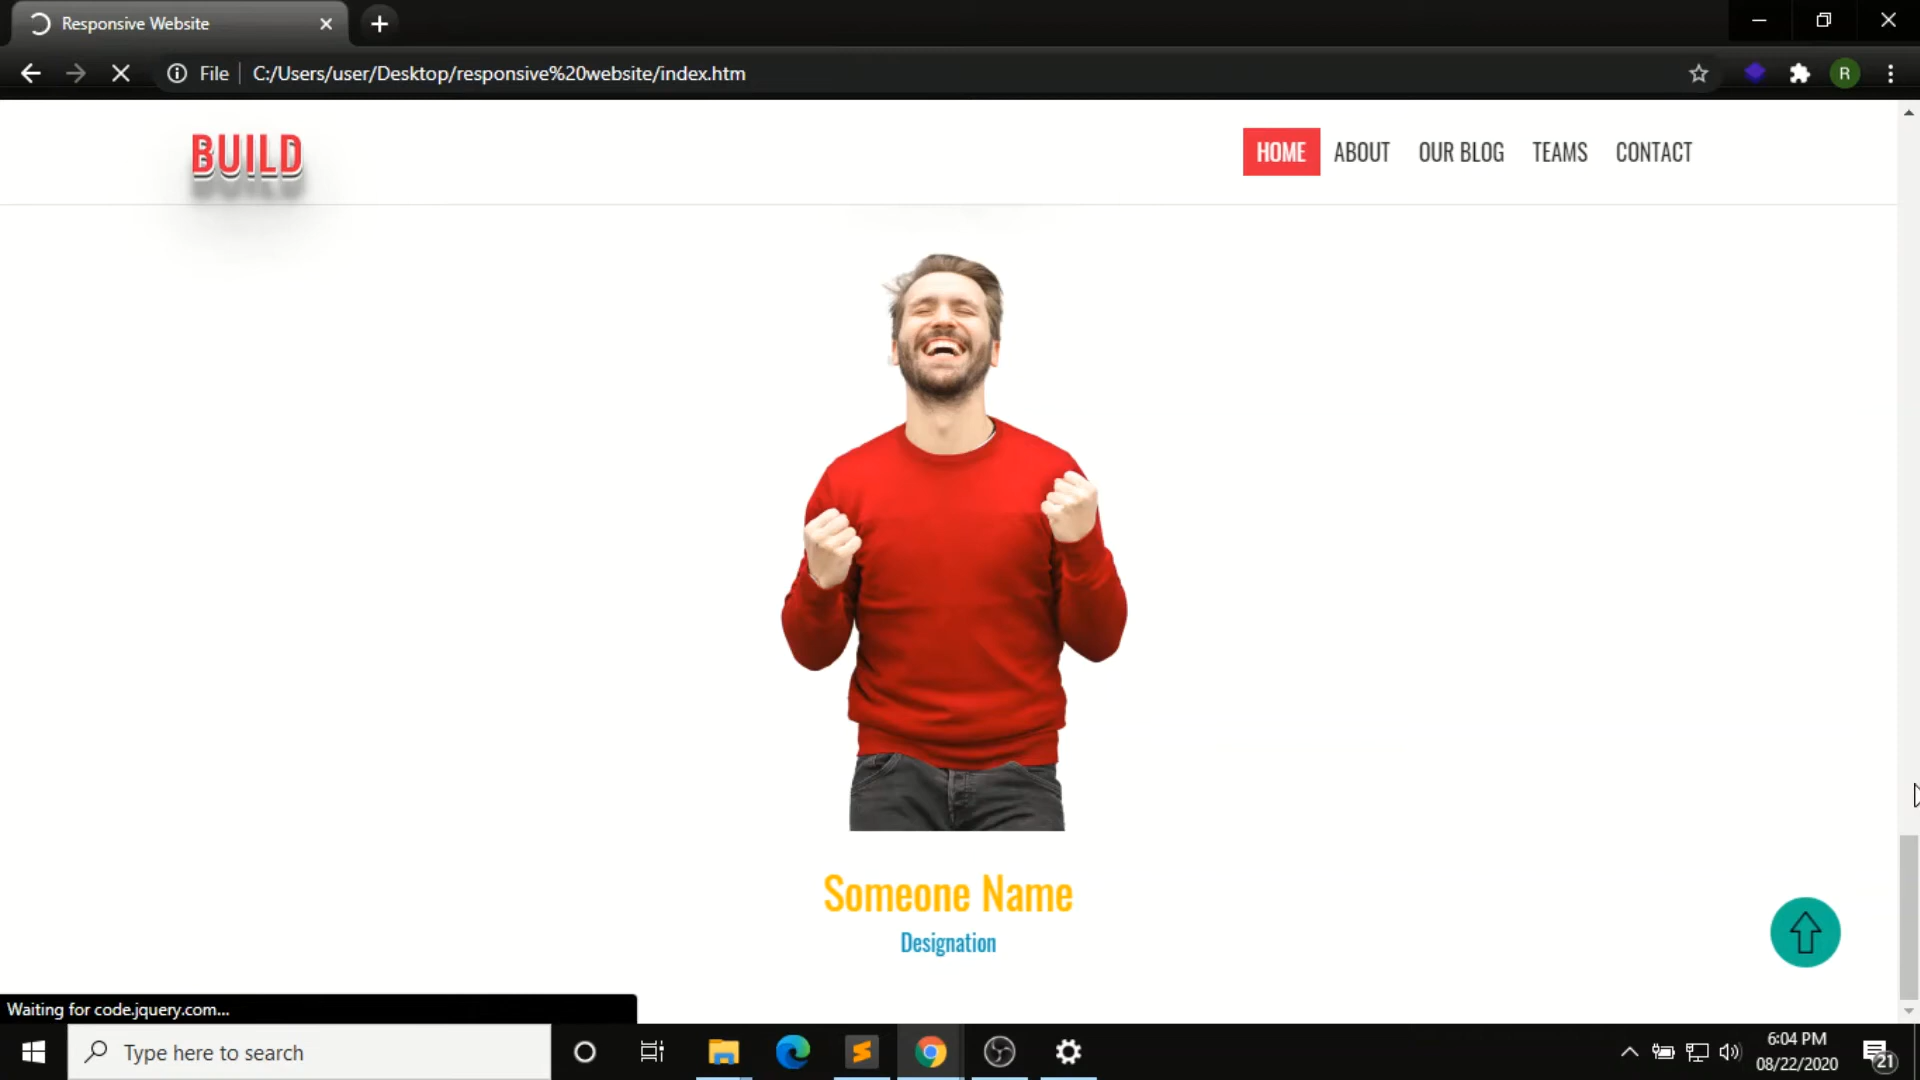 Responsive Website
File C:/Users/user/Desktop/responsive%20website/index.htm
R
BUILD
HOME ABOUT OUR BLOG TEAMS CONTACT
Someone Name
Designation
Waiting for code.jquery.com...
Type here to search
6:04 PM
08/22/2020
21